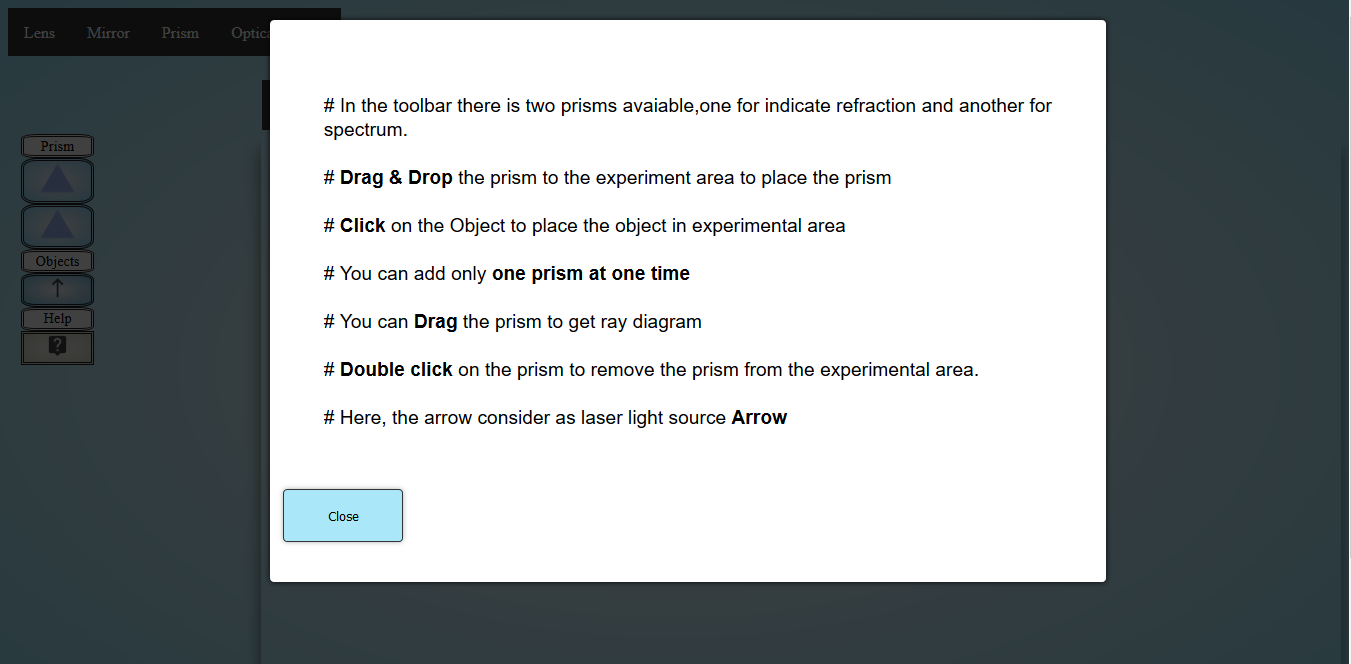 Lens Mirror Prism Optica
# In the toolbar there is two prisms avaiable,one for indicate refraction and another for
spectrum.
# Drag & Drop the prism to the experiment area to place the prism
# Click on the Object to place the object in experimental area
# You can add only one prism at one time
# You can Drag the prism to get ray diagram
# Double click on the prism to remove the prism from the experimental area.
# Here, the arrow consider as laser light source Arrow
Close
Prism
Objects
↑
Help
?